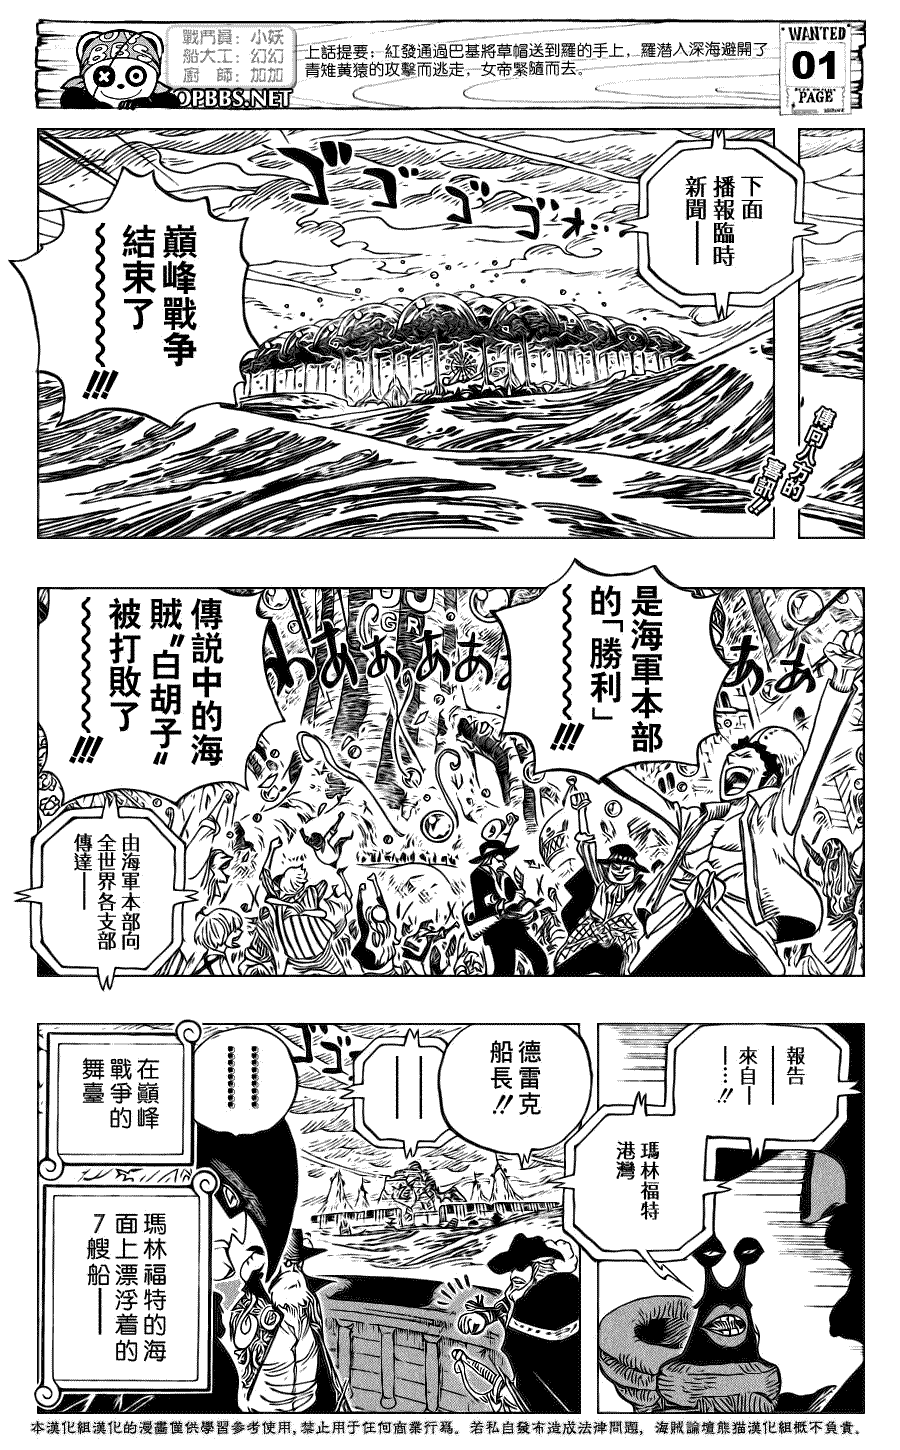 戰鬥員：小妖
船大工：幻幻
廚　師：加加
OPBBS.NET
上話提要：紅發通過巴基將草帽送到羅的手上，羅潛入深海避開了
青雉黃猿的攻擊而逃走，女帝緊隨而去。
WANTED
01
PAGE
下面
播報臨時
新聞——
ゴゴゴゴォ‥
巔峰戰爭
結束了
～～～!!!
傳向八方的
喜訊!!
是海軍本部
的「勝利」
～～～!!!
ああ
わああああああ
GR
傳説中的海
賊〝白鬍子〞
被打敗了
～～～!!!
由海軍本部向
全世界各支部
傳達——
報告
來自—
——……!!
瑪林福特
港灣
德雷克
船長!!
——
——
ゴゴゴ
………
………
在巔峰
戰爭的
舞臺
瑪林福特的海
面上漂浮着的
7艘船——
本漢化組漢化的漫畫僅供學習參考使用，禁止用于任何商業行爲。若私自發布造成法律問題，海賊論壇熊猫漢化組概不負責。